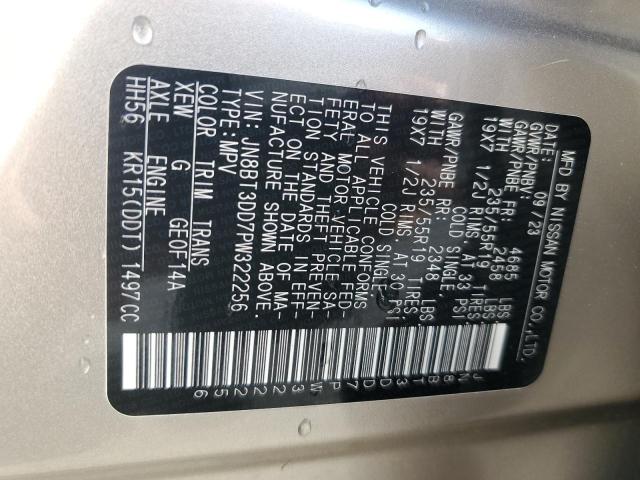 MFD BY NISSAN MOTOR CO.,LTD.
DATE: 09/23
GVWR/PNBV: 4685 LBS
GAWR/PNBE FR: 2458 LBS
WITH 235/55R19 TIRES,
19X7 1/2J RIMS, AT 33 PSI
COLD SINGLE,
GAWR/PNBE RR: 2348 LBS
WITH 235/55R19 TIRES,
19X7 1/2J RIMS, AT 30 PSI
COLD SINGLE
THIS VEHICLE CONFORMS
TO ALL APPLICABLE FED-
ERAL MOTOR VEHICLE SA-
FETY AND THEFT PREVEN-
TION STANDARDS IN EFF-
ECT ON THE DATE OF MA-
NUFACTURE SHOWN ABOVE.
VIN: JN8BT3DD7PW322256
TYPE:MPV
COLOR TRIM TRANS
XEW G GEOF14A
AXLE ENGINE
HH56 KR15(DDT) 1497CC
JN8BT3DD7PW322256